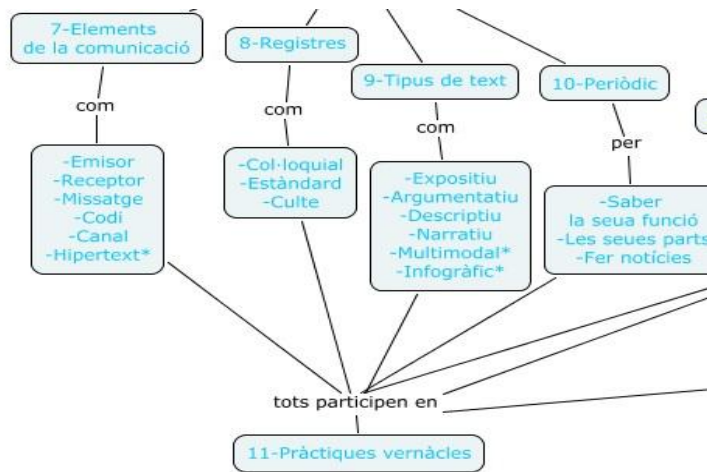 7-Elements
de la comunicació
com
-Emisor
-Receptor
-Missatge
-Codi
-Canal
-Hipertext*
8-Registres
com
-Col·loquial
-Estàndard
-Culte
9-Tipus de text
com
-Expositiu
-Argumentatiu
-Descriptiu
-Narratiu
-Multimodal*
-Infogràfic*
10-Periòdic
per
-Saber
la seua funció
-Les seues parts
-Fer notícies
tots participen en
11-Pràctiques vernàcles